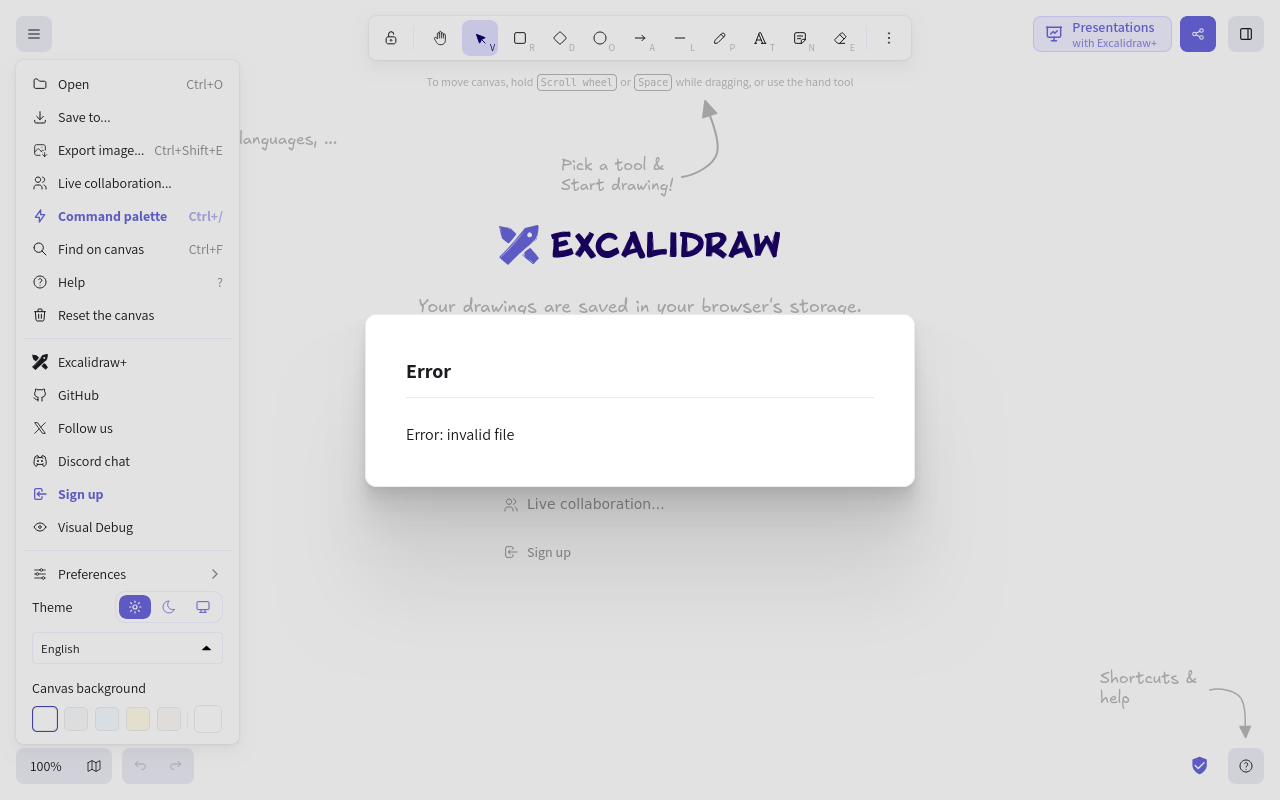 V
R
D
O
A
L
P
T
N
E
Presentations
with Excalidraw+
To move canvas, hold Scroll wheel or Space while dragging, or use the hand tool
Open Ctrl+O
Save to...
Export image... Ctrl+Shift+E
Live collaboration...
Command palette Ctrl+/
Find on canvas Ctrl+F
Help ?
Reset the canvas
Excalidraw+
GitHub
Follow us
Discord chat
Sign up
Visual Debug
Preferences
Theme
English
Canvas background
100%
languages, ...
Pick a tool &
Start drawing!
EXCALIDRAW
Your drawings are saved in your browser's storage.
Error
Error: invalid file
Live collaboration...
Sign up
Shortcuts &
help